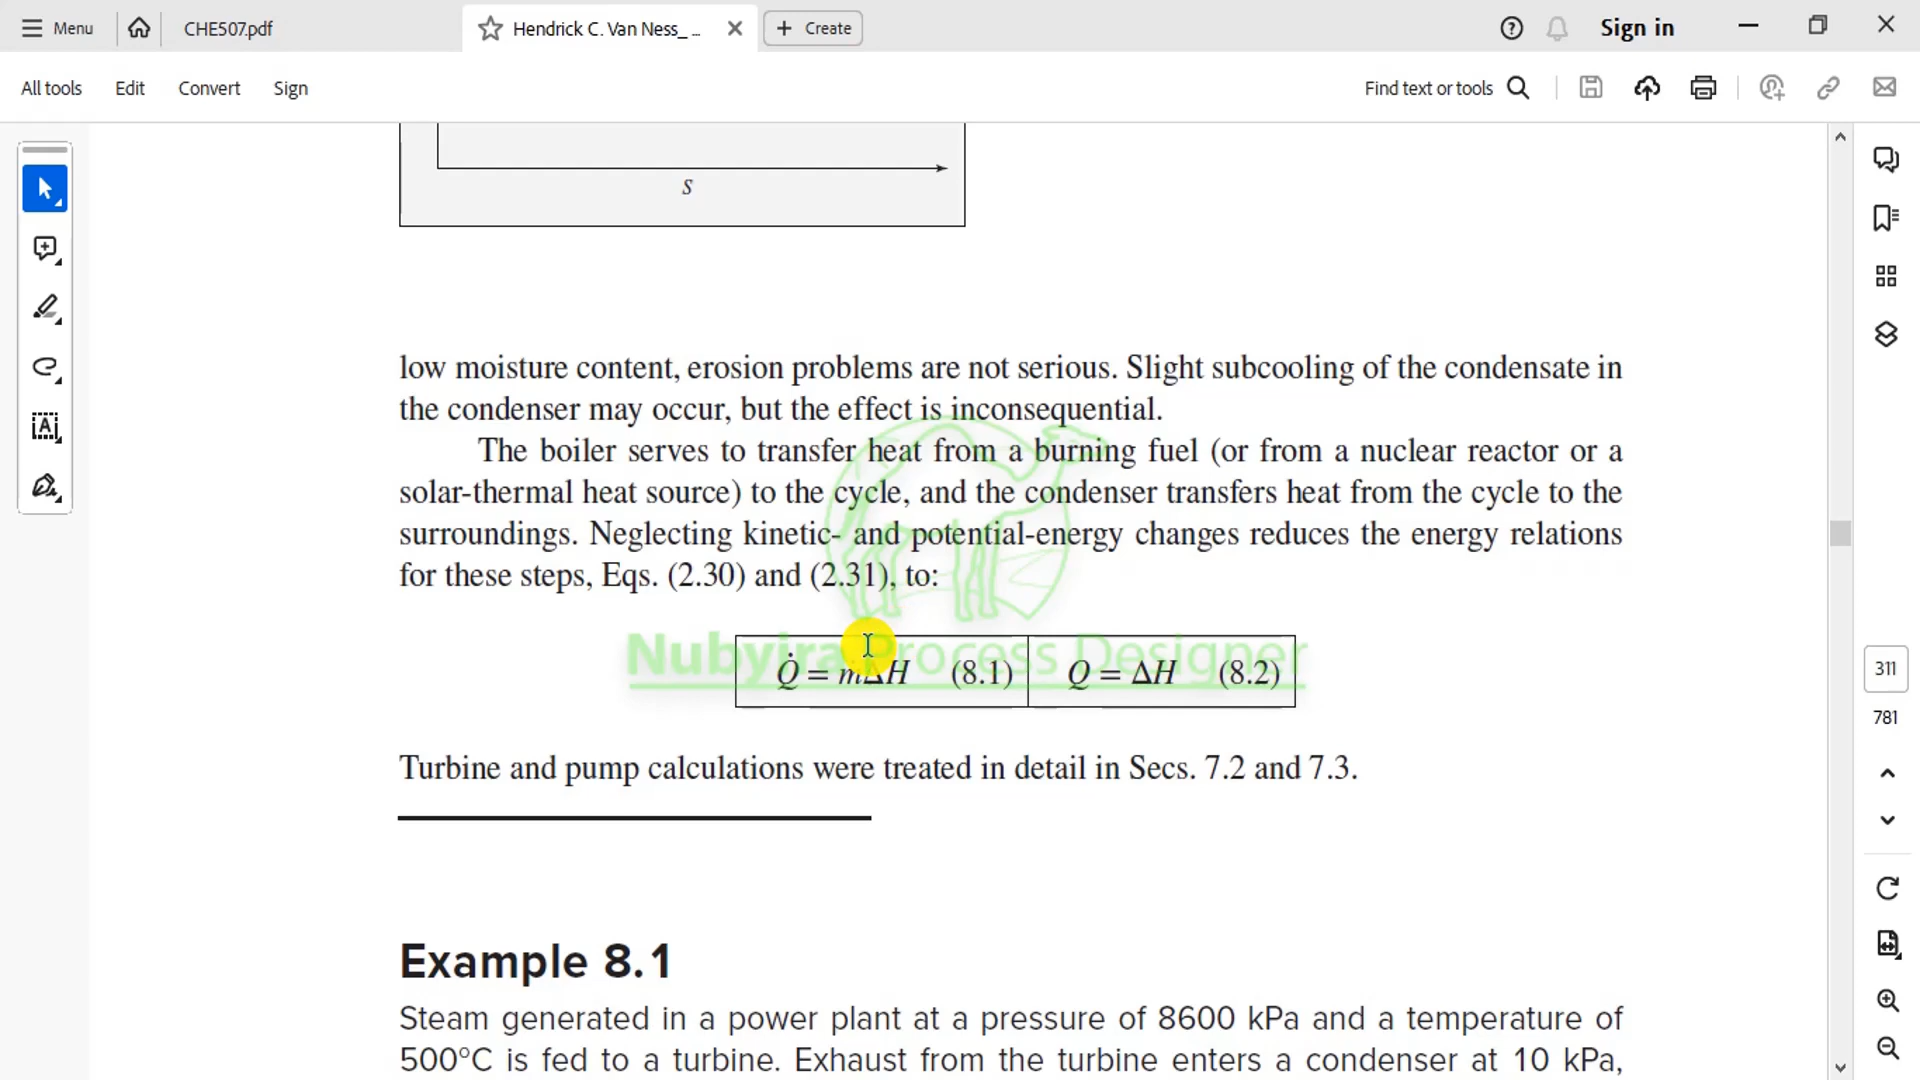 Menu
CHE507.pdf
Hendrick C. Van Ness_ ...
Create
Sign in
All tools
Edit
Convert
Sign
Find text or tools
S
low moisture content, erosion problems are not serious. Slight subcooling of the condensate in
the condenser may occur, but the effect is inconsequential.
The boiler serves to transfer heat from a burning fuel (or from a nuclear reactor or a
solar-thermal heat source) to the cycle, and the condenser transfers heat from the cycle to the
surroundings. Neglecting kinetic- and potential-energy changes reduces the energy relations
for these steps, Eqs. (2.30) and (2.31), to:
Nubyira Process Designer
Q̇ = ṁΔH (8.1) Q = ΔH (8.2)
Turbine and pump calculations were treated in detail in Secs. 7.2 and 7.3.
Example 8.1
Steam generated in a power plant at a pressure of 8600 kPa and a temperature of
500°C is fed to a turbine. Exhaust from the turbine enters a condenser at 10 kPa,
311
781